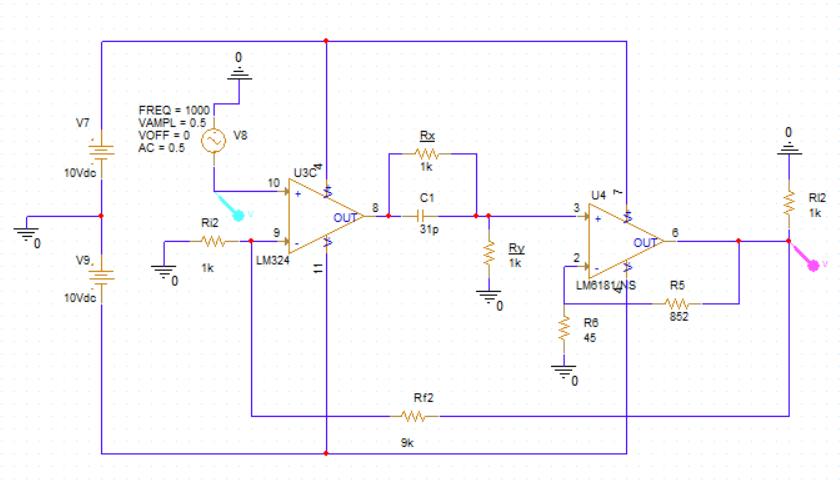 0
FREQ = 1000
VAMPL = 0.5
VOFF = 0
AC = 0.5
V8
V7
10Vdc
0
V9
10Vdc
U3C
4
10
+
V
OUT
8
9
-
V
LM324
11
Ri2
1k
0
Rx
1k
C1
31p
Ry
1k
0
U4
7
3
+
V
OUT
6
2
-
V
LM6181/NS
4
R5
852
R6
45
0
0
Rl2
1k
V
V
Rf2
9k